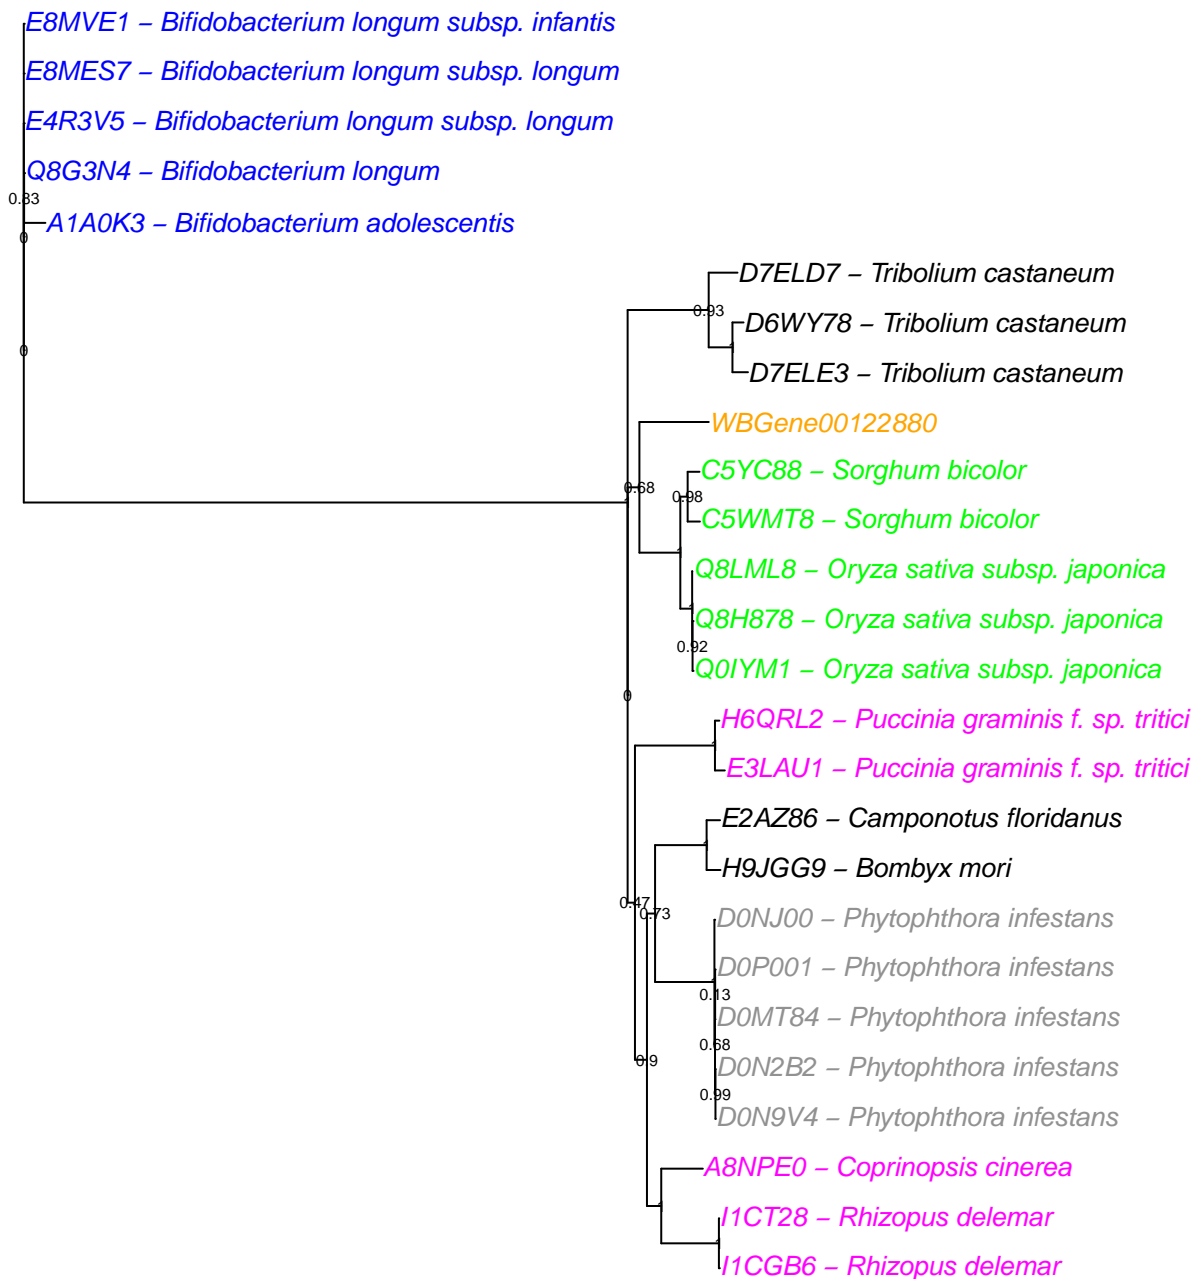 E8MVE1 – Bifidobacterium longum subsp. infantis
E8MES7 – Bifidobacterium longum subsp. longum
E4R3V5 – Bifidobacterium longum subsp. longum
Q8G3N4 – Bifidobacterium longum
0.83
A1A0K3 – Bifidobacterium adolescentis
0
D7ELD7 – Tribolium castaneum
0.93
D6WY78 – Tribolium castaneum
0
D7ELE3 – Tribolium castaneum
WBGene00122880
C5YC88 – Sorghum bicolor
0.68
0.98
C5WMT8 – Sorghum bicolor
Q8LML8 – Oryza sativa subsp. japonica
Q8H878 – Oryza sativa subsp. japonica
0.92
Q0IYM1 – Oryza sativa subsp. japonica
0
H6QRL2 – Puccinia graminis f. sp. tritici
E3LAU1 – Puccinia graminis f. sp. tritici
E2AZ86 – Camponotus floridanus
H9JGG9 – Bombyx mori
0.47
0.73
D0NJ00 – Phytophthora infestans
D0P001 – Phytophthora infestans
0.13
D0MT84 – Phytophthora infestans
0.68
0.9
D0N2B2 – Phytophthora infestans
0.99
D0N9V4 – Phytophthora infestans
A8NPE0 – Coprinopsis cinerea
I1CT28 – Rhizopus delemar
I1CGB6 – Rhizopus delemar